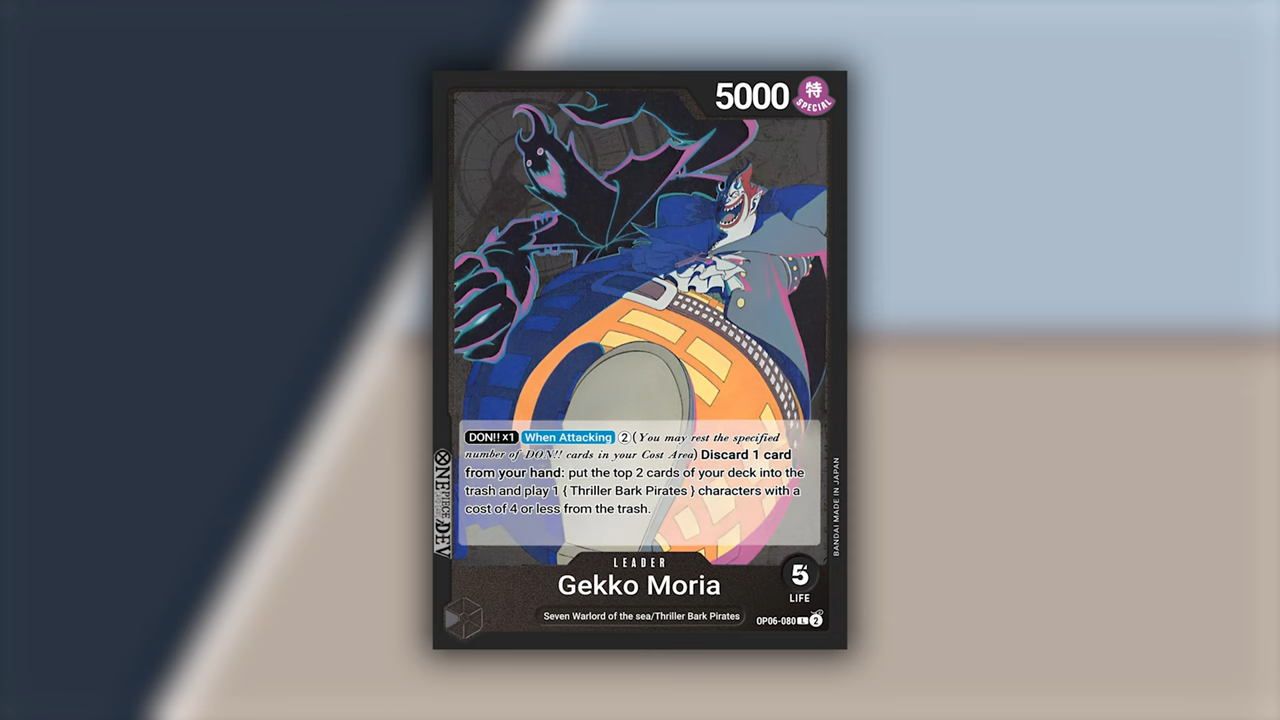 5000 特
SPECIAL
DON!! ×1 When Attacking ② (You may rest the specified
number of DON!! cards in your Cost Area) Discard 1 card
from your hand: put the top 2 cards of your deck into the
trash and play 1 { Thriller Bark Pirates } characters with a
cost of 4 or less from the trash.
ONE PIECE DEV
BANDAI MADE IN JAPAN
LEADER
Gekko Moria
5
LIFE
Seven Warlord of the sea/Thriller Bark Pirates
OP06-080 L 2